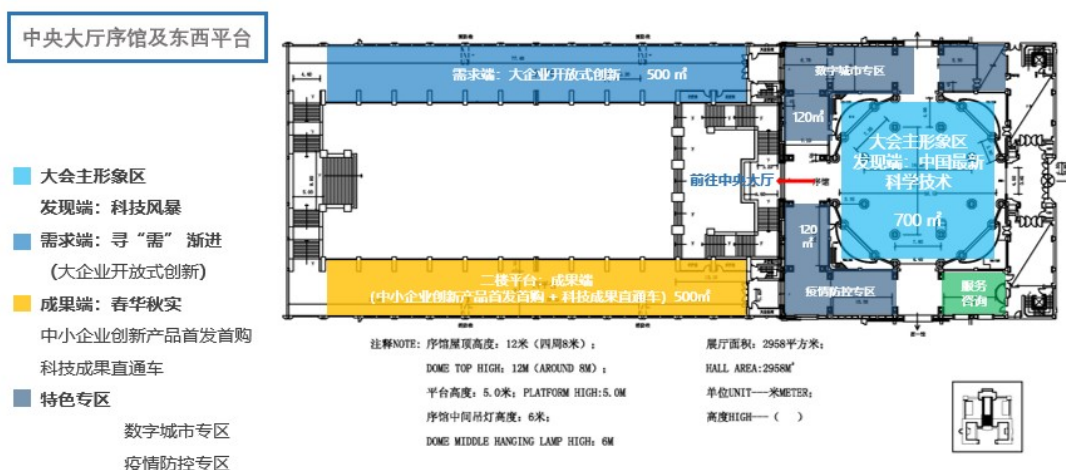 中央大厅序馆及东西平台
大会主形象区
发现端：科技风暴
需求端：寻“需” 渐进
(大企业开放式创新)
成果端：春华秋实
中小企业创新产品首发首购
科技成果直通车
特色专区
数字城市专区
疫情防控专区
需求端：大企业开放式创新 500 ㎡
数字城市专区
120㎡
大会主形象区
发现端：中国最新
科学技术
700 ㎡
前往中央大厅
序馆
120
㎡
二楼平台：成果端
(中小企业创新产品首发首购 + 科技成果直通车) 500㎡
疫情防控专区
服务
咨询
注释NOTE: 序馆屋顶高度: 12米 (四周8米);
DOME TOP HIGH: 12M (AROUND 8M);
平台高度: 5.0米; PLATFORM HIGH:5.0M
序馆中间吊灯高度: 6米;
DOME MIDDLE HANGING LAMP HIGH: 6M
展厅面积: 2958平方米;
HALL AREA:2958M²
单位UNIT---米METER;
高度HIGH---( )